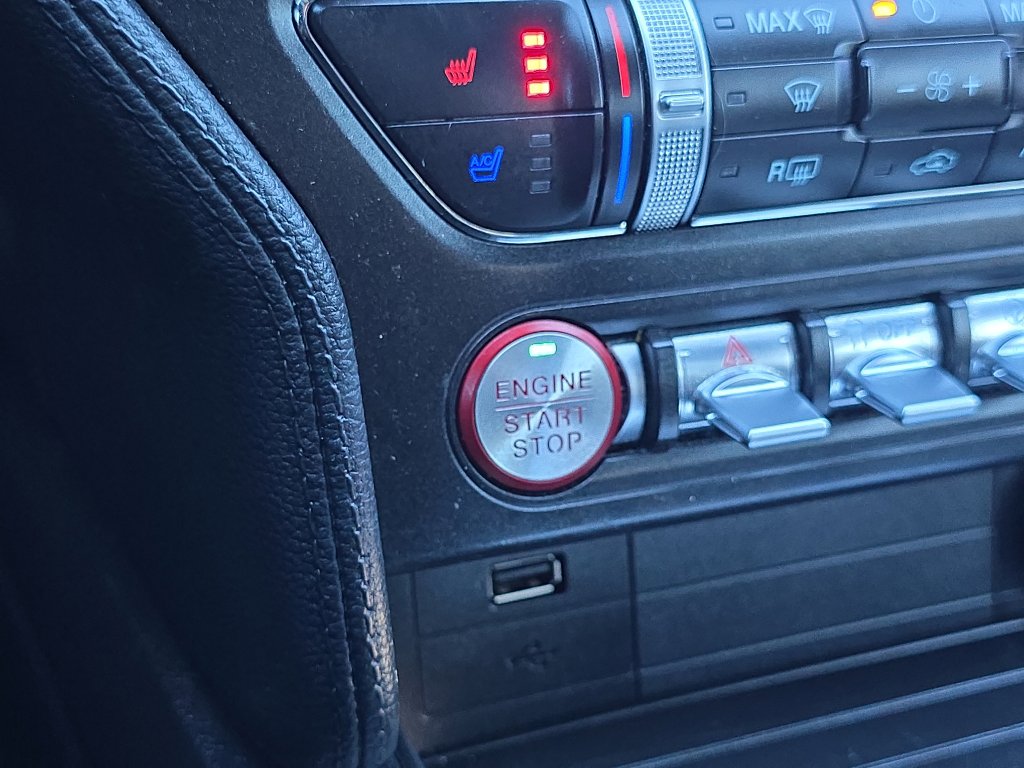 MAX
A/C
R
ENGINE
START
STOP